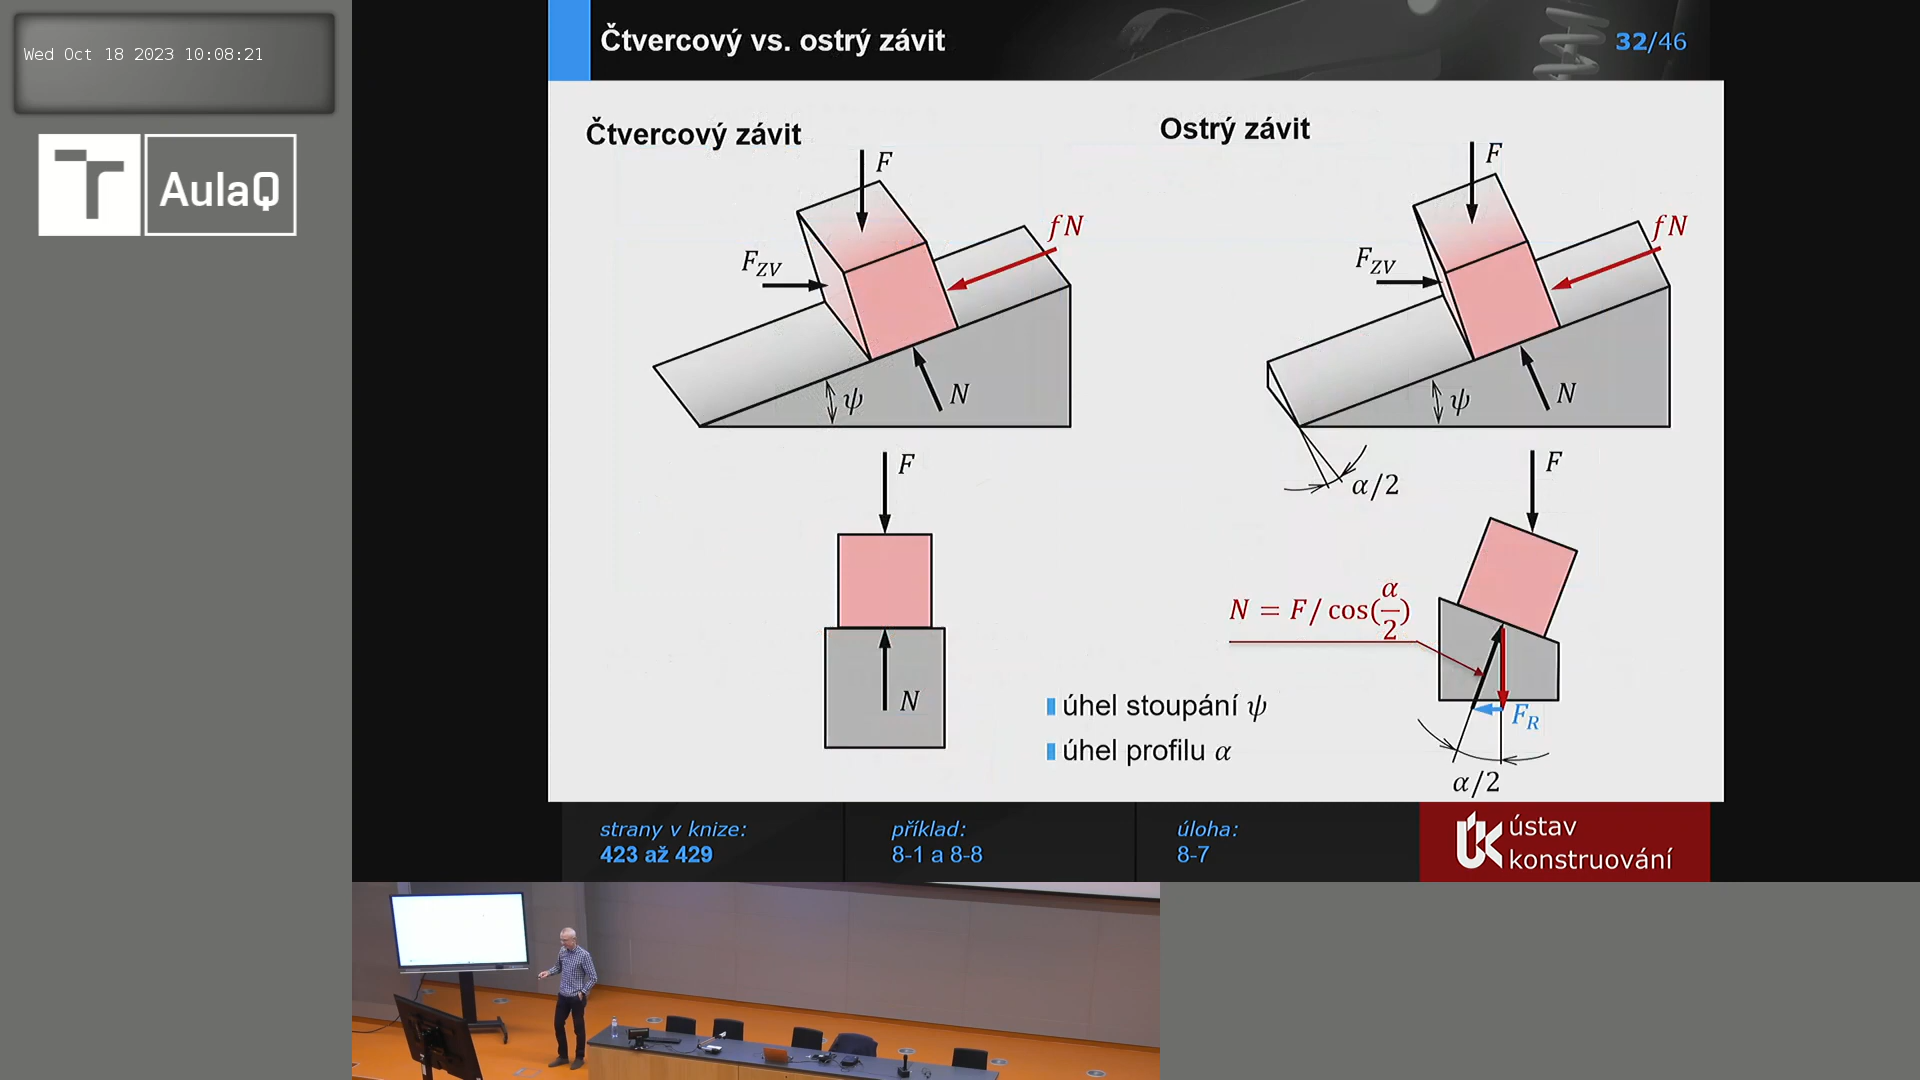 Wed Oct 18 2023 10:08:21
AulaQ
Čtvercový vs. ostrý závit
32/46
Čtvercový závit
F
F_ZV
fN
N
ψ
F
N
Ostrý závit
F
F_ZV
fN
N
ψ
α/2
F
N = F/ cos(α/2)
F_R
α/2
úhel stoupání ψ
úhel profilu α
strany v knize:
423 až 429
příklad:
8-1 a 8-8
úloha:
8-7
ÚK
ústav
konstruování